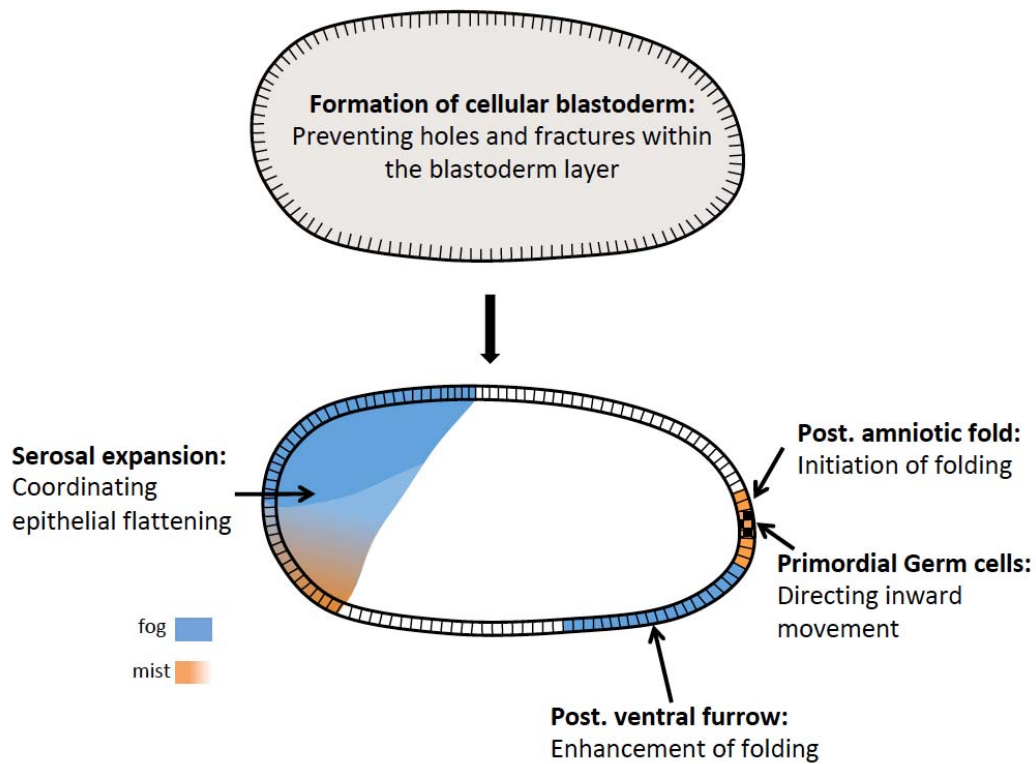 Formation of cellular blastoderm:
Preventing holes and fractures within
the blastoderm layer
Serosal expansion:
Coordinating
epithelial flattening
Post. amniotic fold:
Initiation of folding
Primordial Germ cells:
Directing inward
movement
fog
mist
Post. ventral furrow:
Enhancement of folding